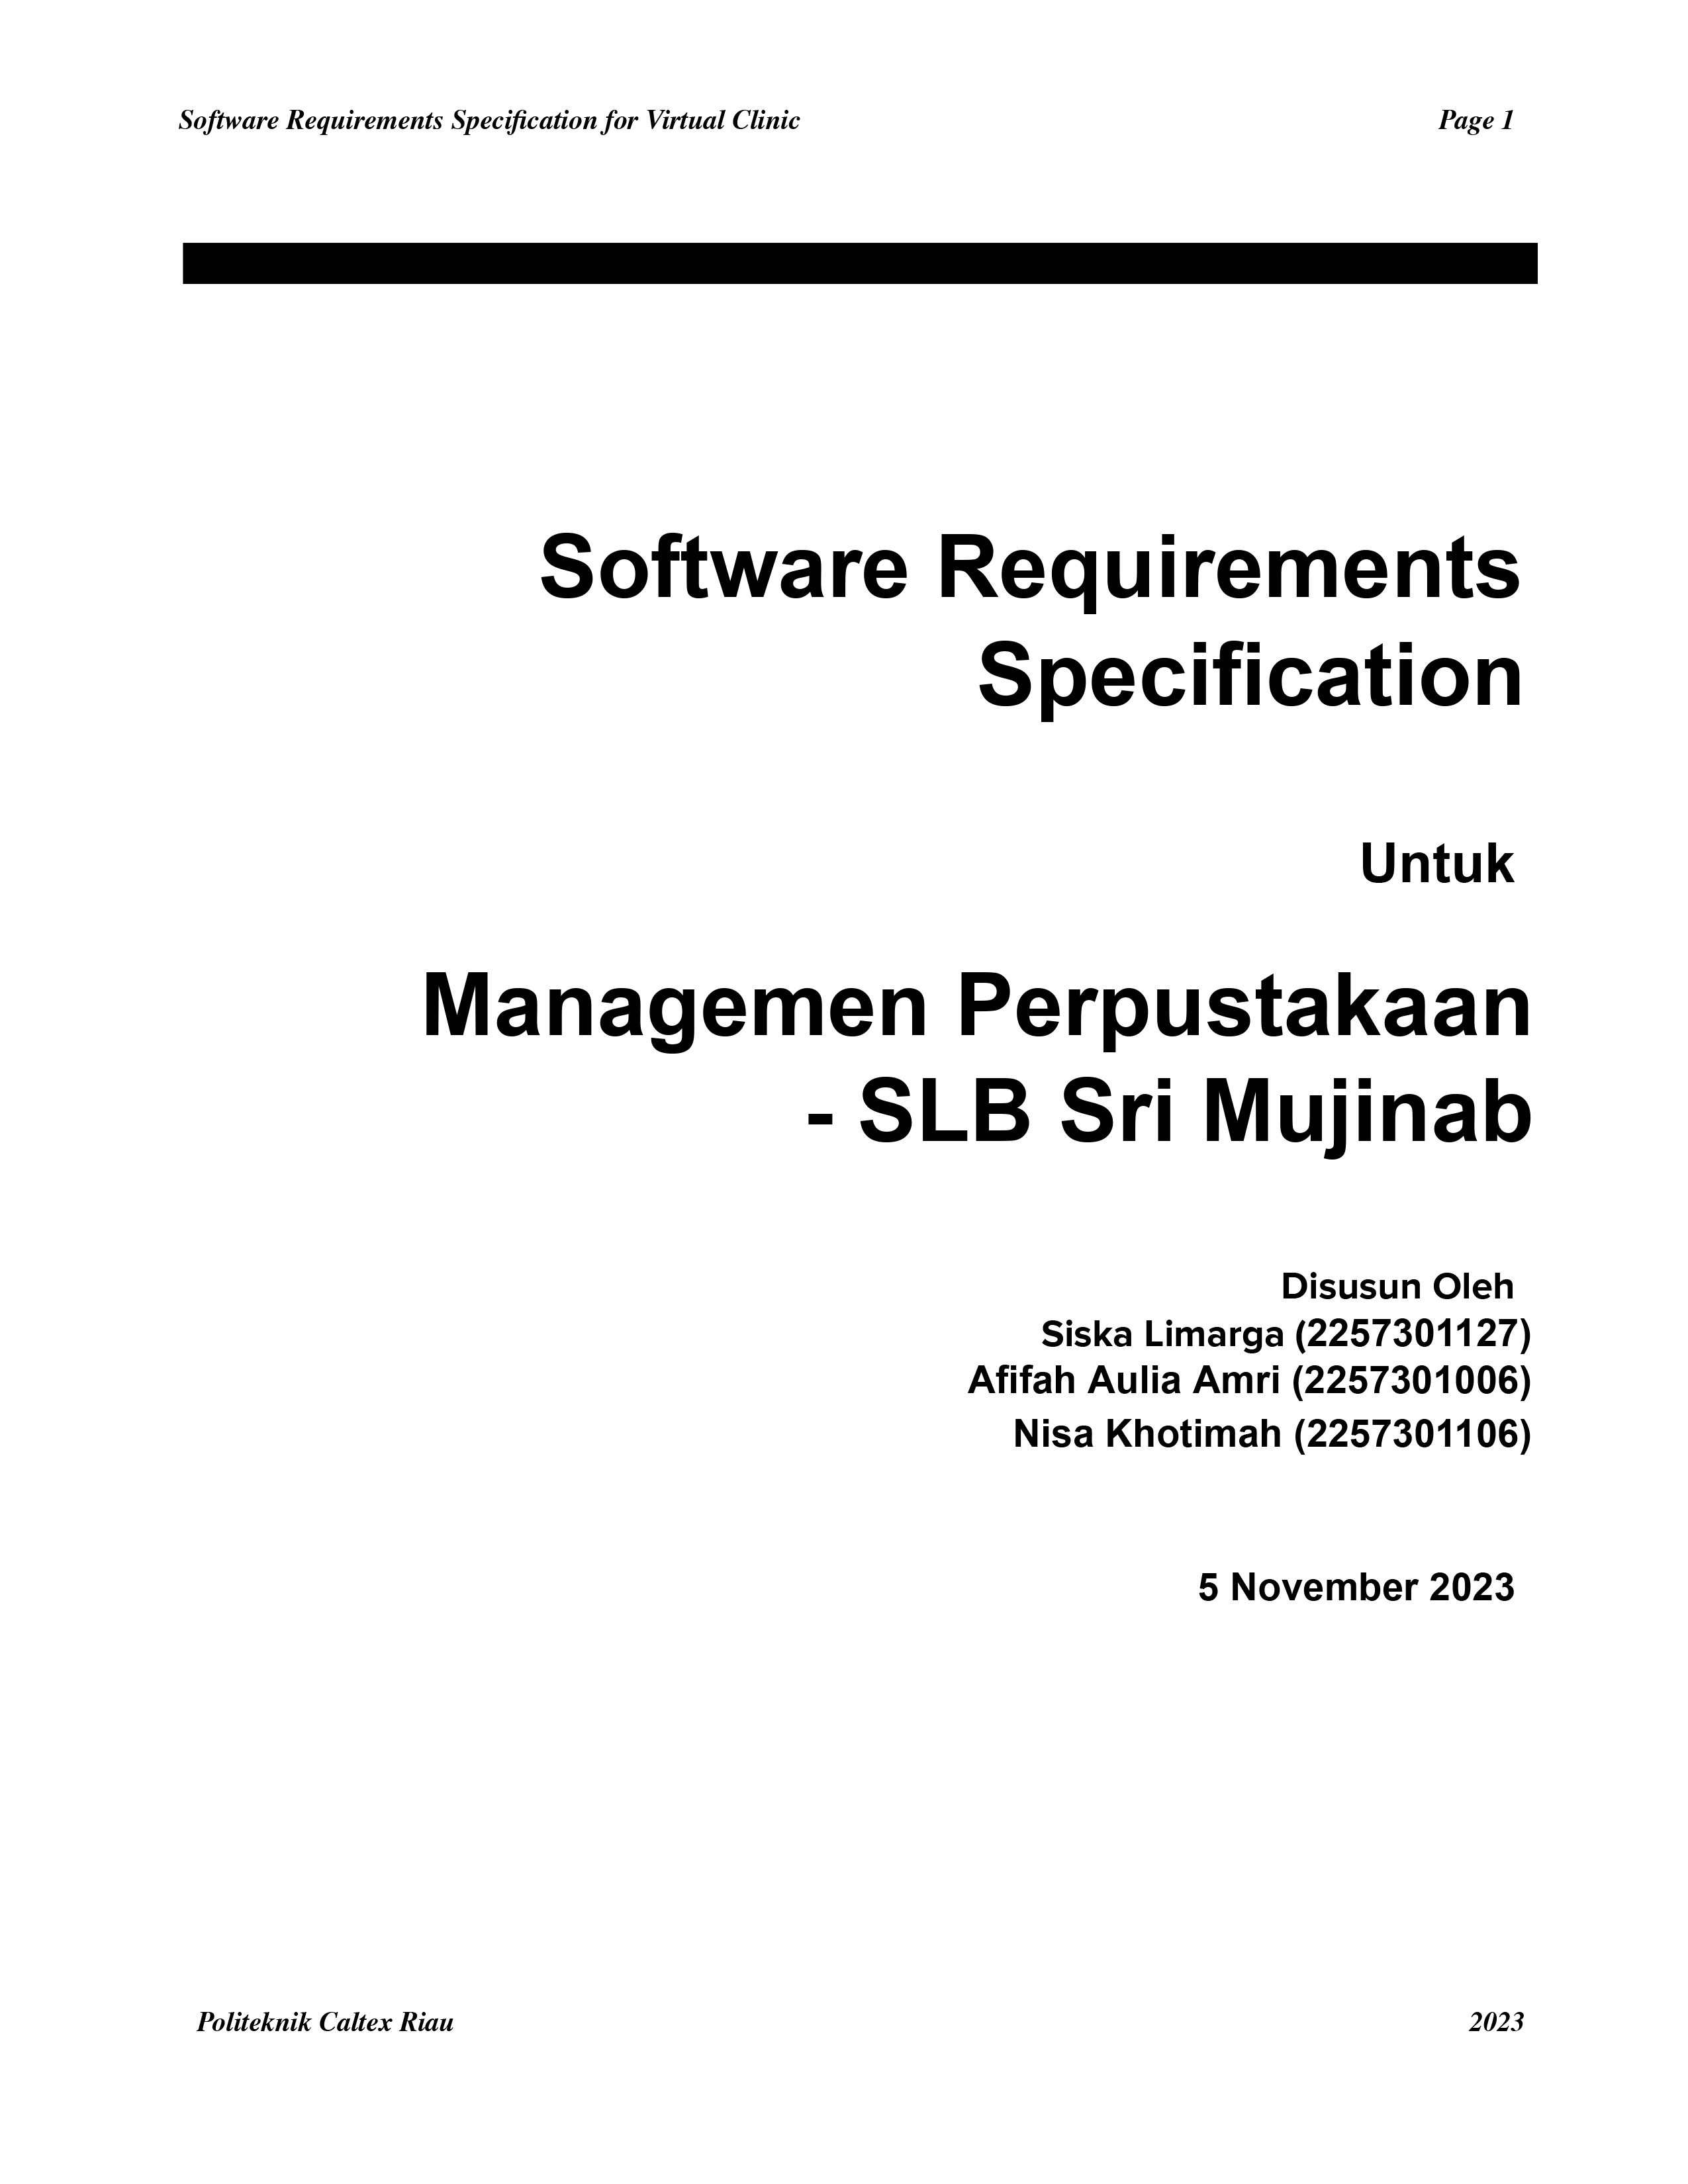 Software Requirements Specification for Virtual Clinic Page 1
Software Requirements
Specification
Untuk
Managemen Perpustakaan
- SLB Sri Mujinab
Disusun Oleh
Siska Limarga (2257301127)
Afifah Aulia Amri (2257301006)
Nisa Khotimah (2257301106)
5 November 2023
Politeknik Caltex Riau 2023